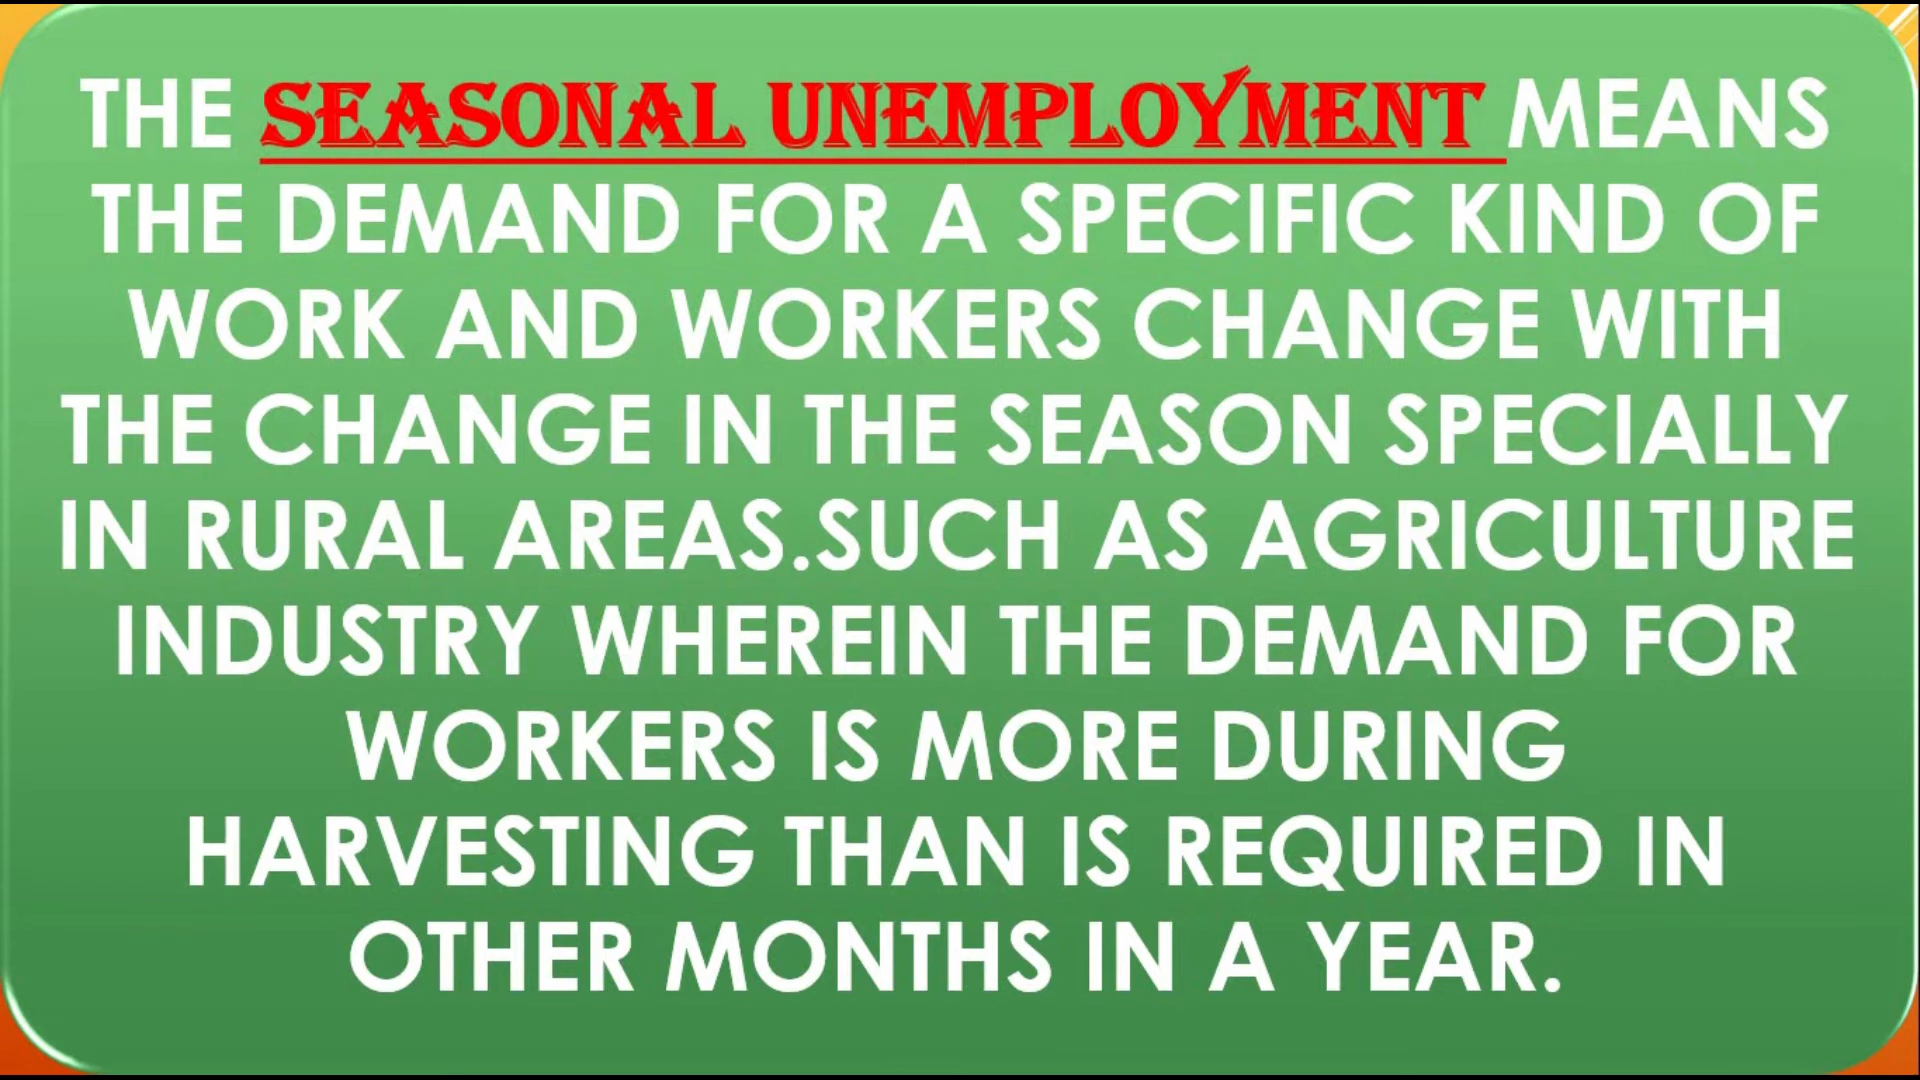 THE SEASONAL UNEMPLOYMENT MEANS
THE DEMAND FOR A SPECIFIC KIND OF
WORK AND WORKERS CHANGE WITH
THE CHANGE IN THE SEASON SPECIALLY
IN RURAL AREAS.SUCH AS AGRICULTURE
INDUSTRY WHEREIN THE DEMAND FOR
WORKERS IS MORE DURING
HARVESTING THAN IS REQUIRED IN
OTHER MONTHS IN A YEAR.